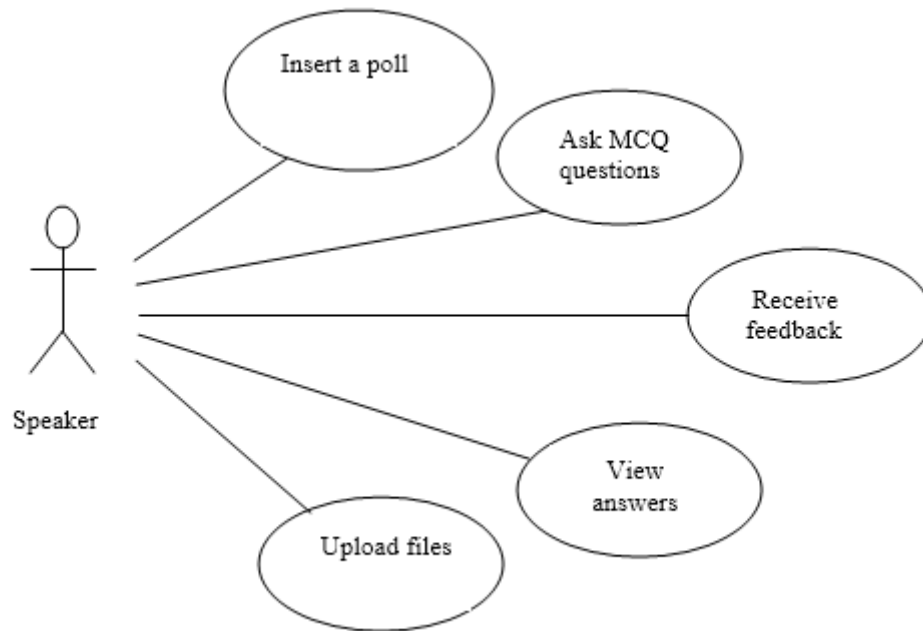 Insert a poll
Ask MCQ
questions
Receive
feedback
Speaker
View
answers
Upload files